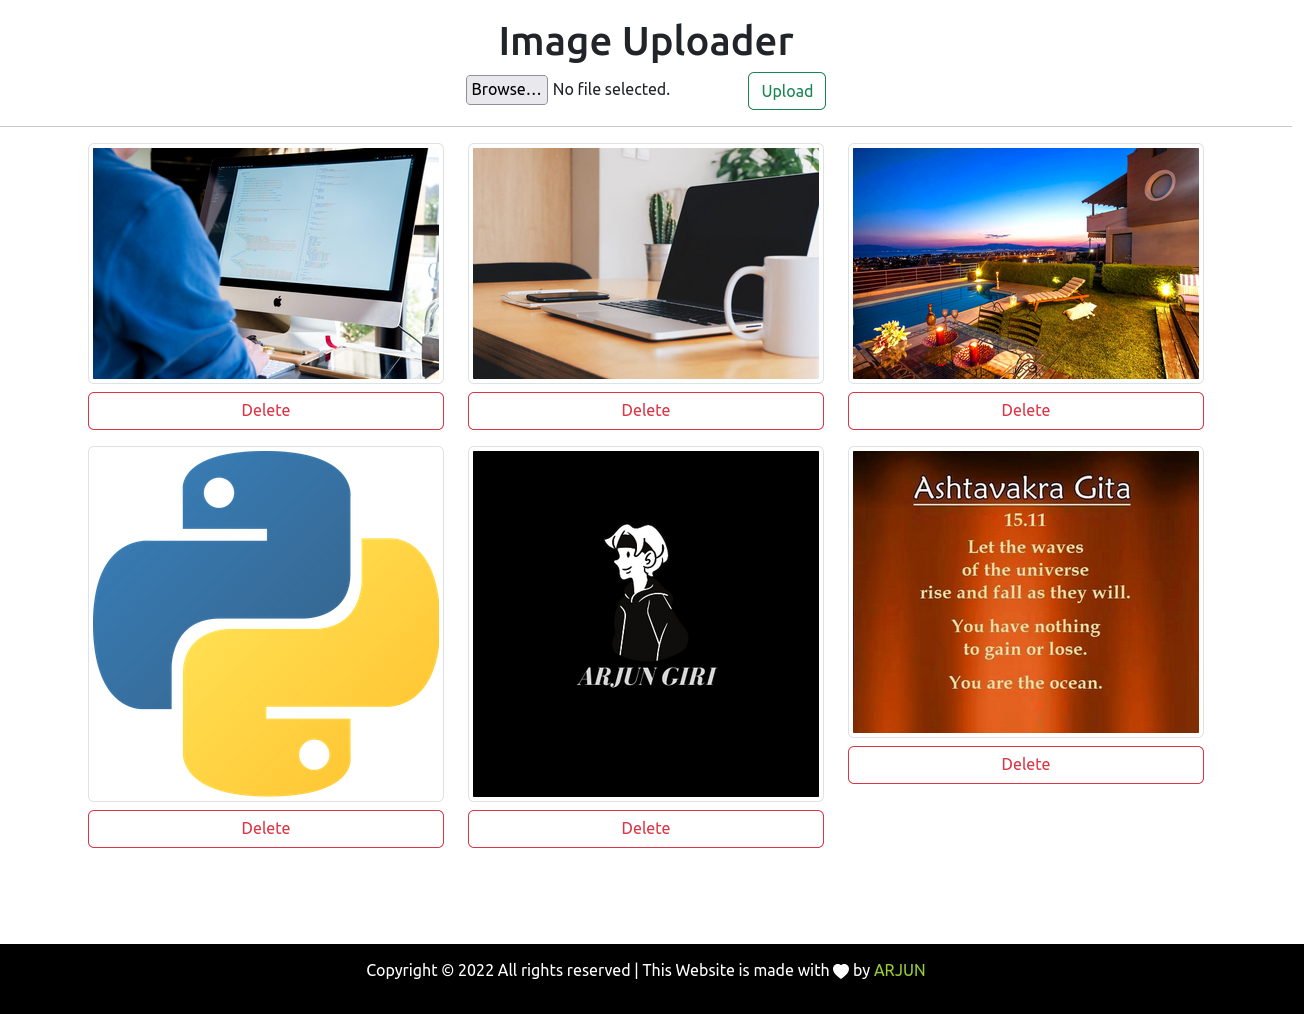 Image Uploader
Browse... No file selected.
Upload
Delete
Delete
Delete
ARJUN GIRI
Ashtavakra Gita
15.11
Let the waves
of the universe
rise and fall as they will.
You have nothing
to gain or lose.
You are the ocean.
Delete
Delete
Delete
Copyright © 2022 All rights reserved | This Website is made with by ARJUN